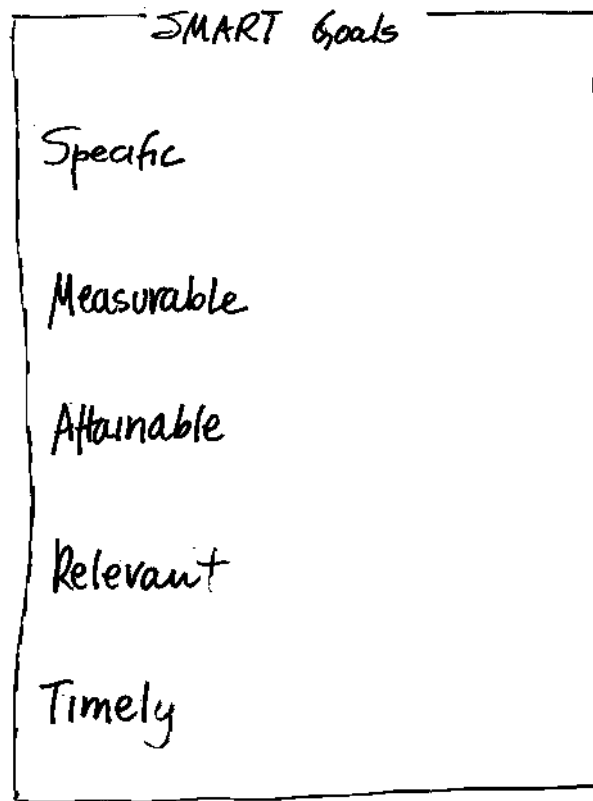 SMART Goals
Specific
Measurable
Attainable
Relevant
Timely